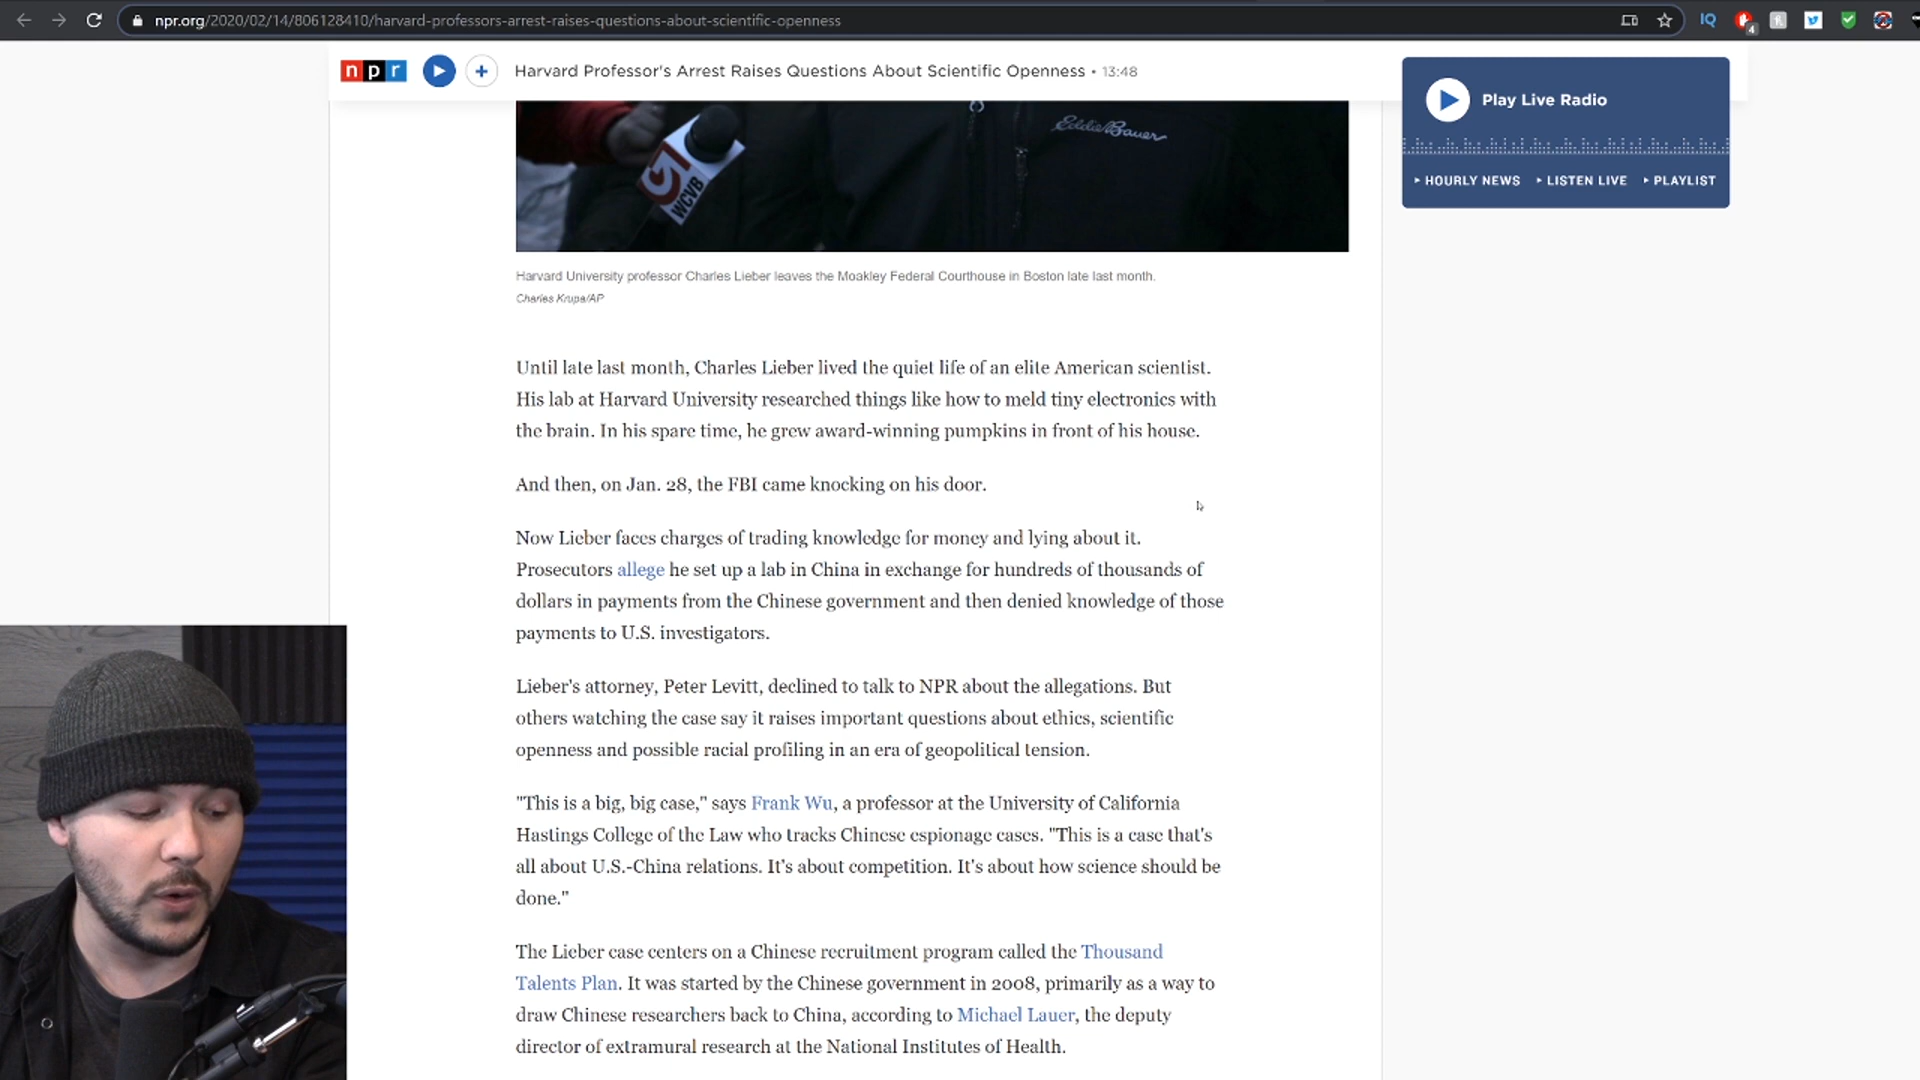 npr.org/2020/02/14/806128410/harvard-professors-arrest-raises-questions-about-scientific-openness
IQ
4
npr
Harvard Professor's Arrest Raises Questions About Scientific Openness • 13:48
Play Live Radio
HOURLY NEWS LISTEN LIVE PLAYLIST
Eddie Bauer
WCVB
Harvard University professor Charles Lieber leaves the Moakley Federal Courthouse in Boston late last month.
Charles Krupa/AP
Until late last month, Charles Lieber lived the quiet life of an elite American scientist.
His lab at Harvard University researched things like how to meld tiny electronics with
the brain. In his spare time, he grew award-winning pumpkins in front of his house.
And then, on Jan. 28, the FBI came knocking on his door.
Now Lieber faces charges of trading knowledge for money and lying about it.
Prosecutors allege he set up a lab in China in exchange for hundreds of thousands of
dollars in payments from the Chinese government and then denied knowledge of those
payments to U.S. investigators.
Lieber's attorney, Peter Levitt, declined to talk to NPR about the allegations. But
others watching the case say it raises important questions about ethics, scientific
openness and possible racial profiling in an era of geopolitical tension.
"This is a big, big case," says Frank Wu, a professor at the University of California
Hastings College of the Law who tracks Chinese espionage cases. "This is a case that's
all about U.S.-China relations. It's about competition. It's about how science should be
done."
The Lieber case centers on a Chinese recruitment program called the Thousand
Talents Plan. It was started by the Chinese government in 2008, primarily as a way to
draw Chinese researchers back to China, according to Michael Lauer, the deputy
director of extramural research at the National Institutes of Health.